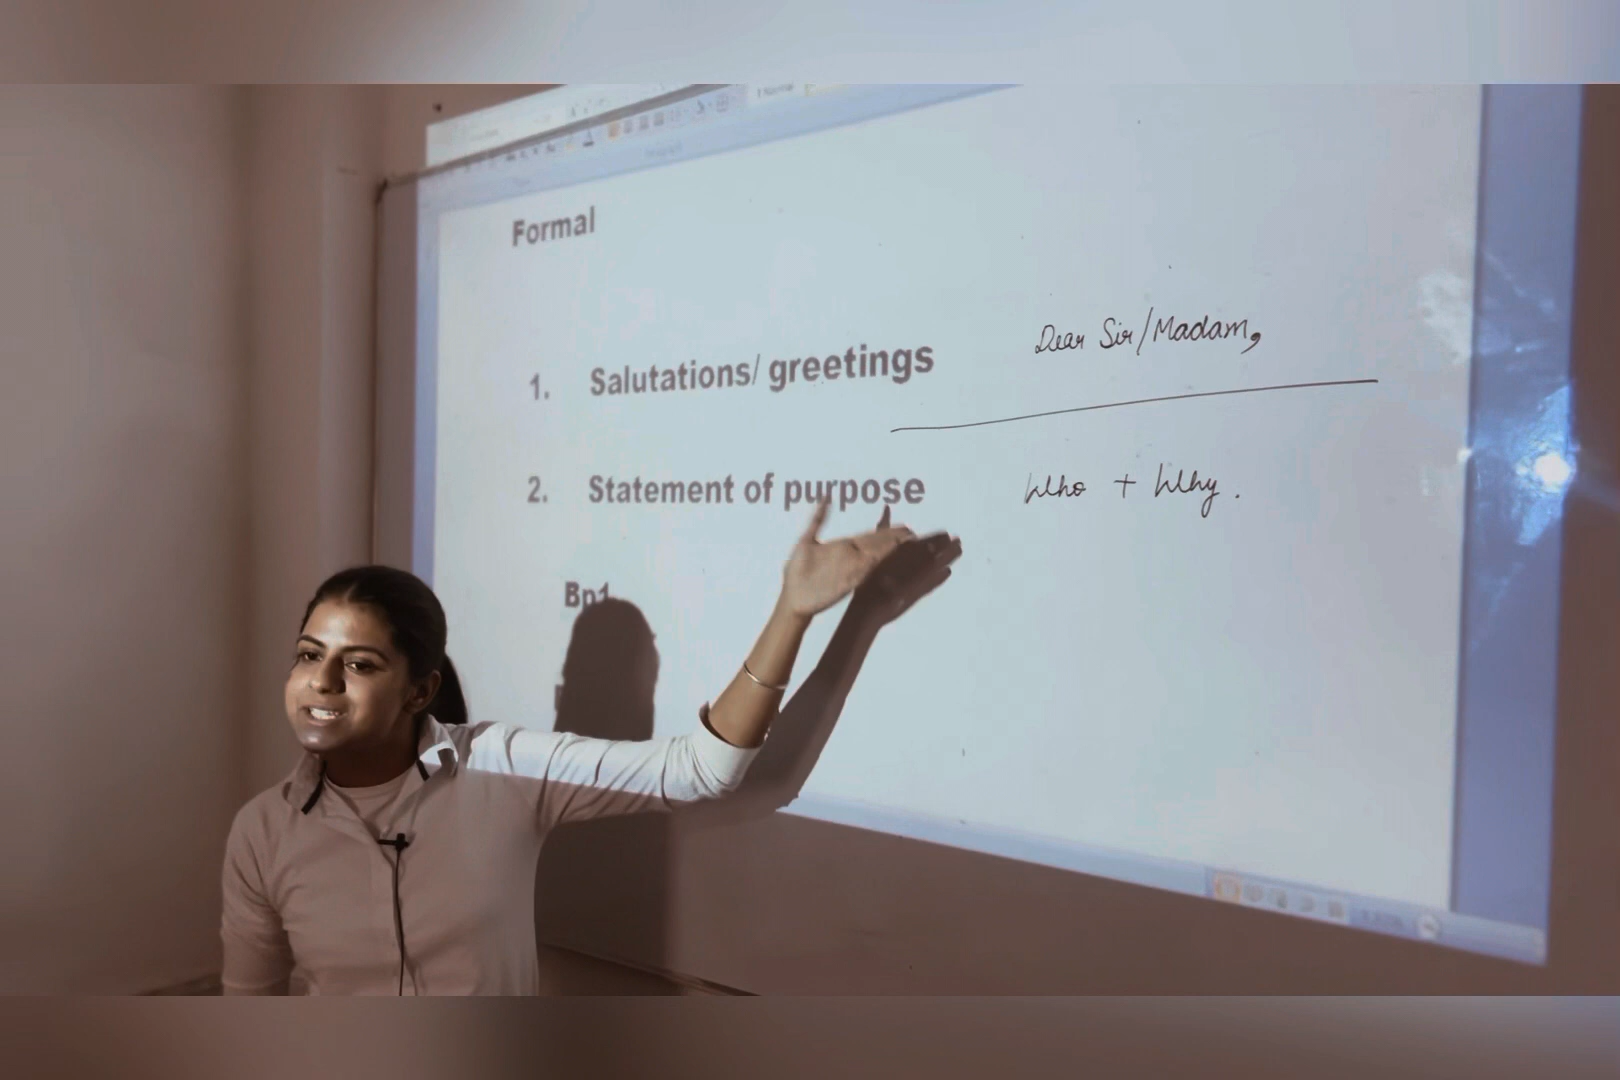 Formal
1. Salutations/ greetings Dear Sir/Madam,
2. Statement of purpose Who + Why.
Bp1